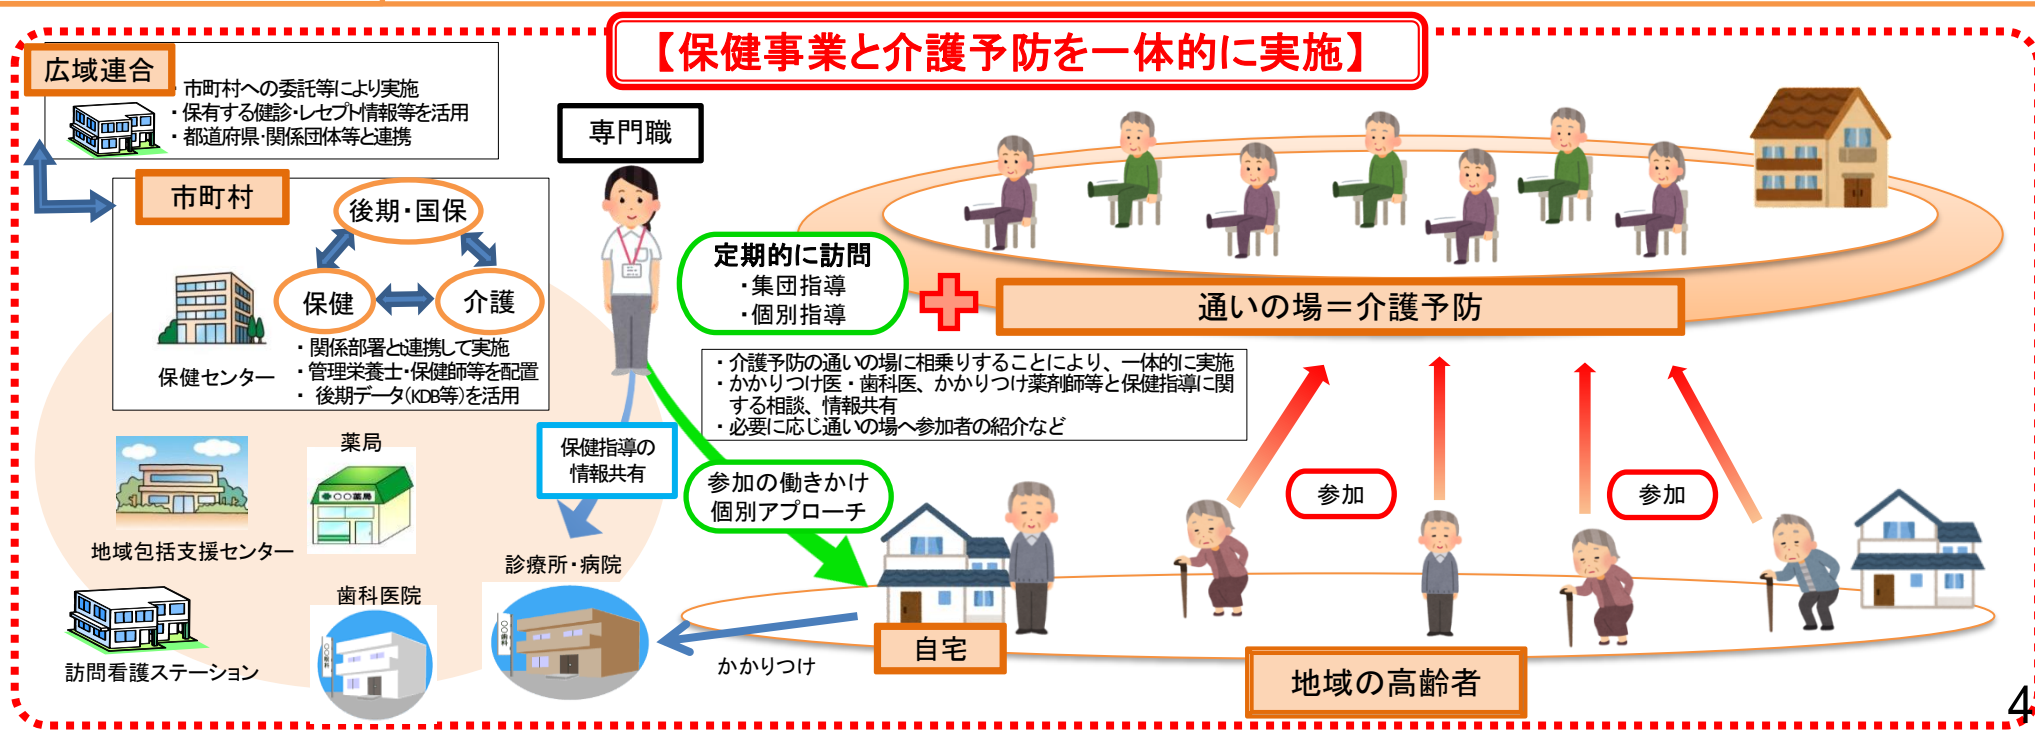 【保健事業と介護予防を一体的に実施】
広域連合
・ 市町村への委託等により実施
・保有する健診・レセプト情報等を活用
・都道府県・関係団体等と連携
市町村
後期・国保
保健
介護
保健センター
・関係部署と連携して実施
・管理栄養士・保健師等を配置
・ 後期データ(KDB等)を活用
専門職
定期的に訪問
・集団指導
・個別指導
通いの場＝介護予防
・介護予防の通いの場に相乗りすることにより、一体的に実施
・かかりつけ医・歯科医、かかりつけ薬剤師等と保健指導に関
する相談、情報共有
・必要に応じ通いの場へ参加者の紹介など
保健指導の
情報共有
参加の働きかけ
個別アプローチ
参加
参加
薬局
〇〇薬局
地域包括支援センター
訪問看護ステーション
歯科医院
〇〇歯科
診療所・病院
〇〇歯科
かかりつけ
自宅
地域の高齢者
4